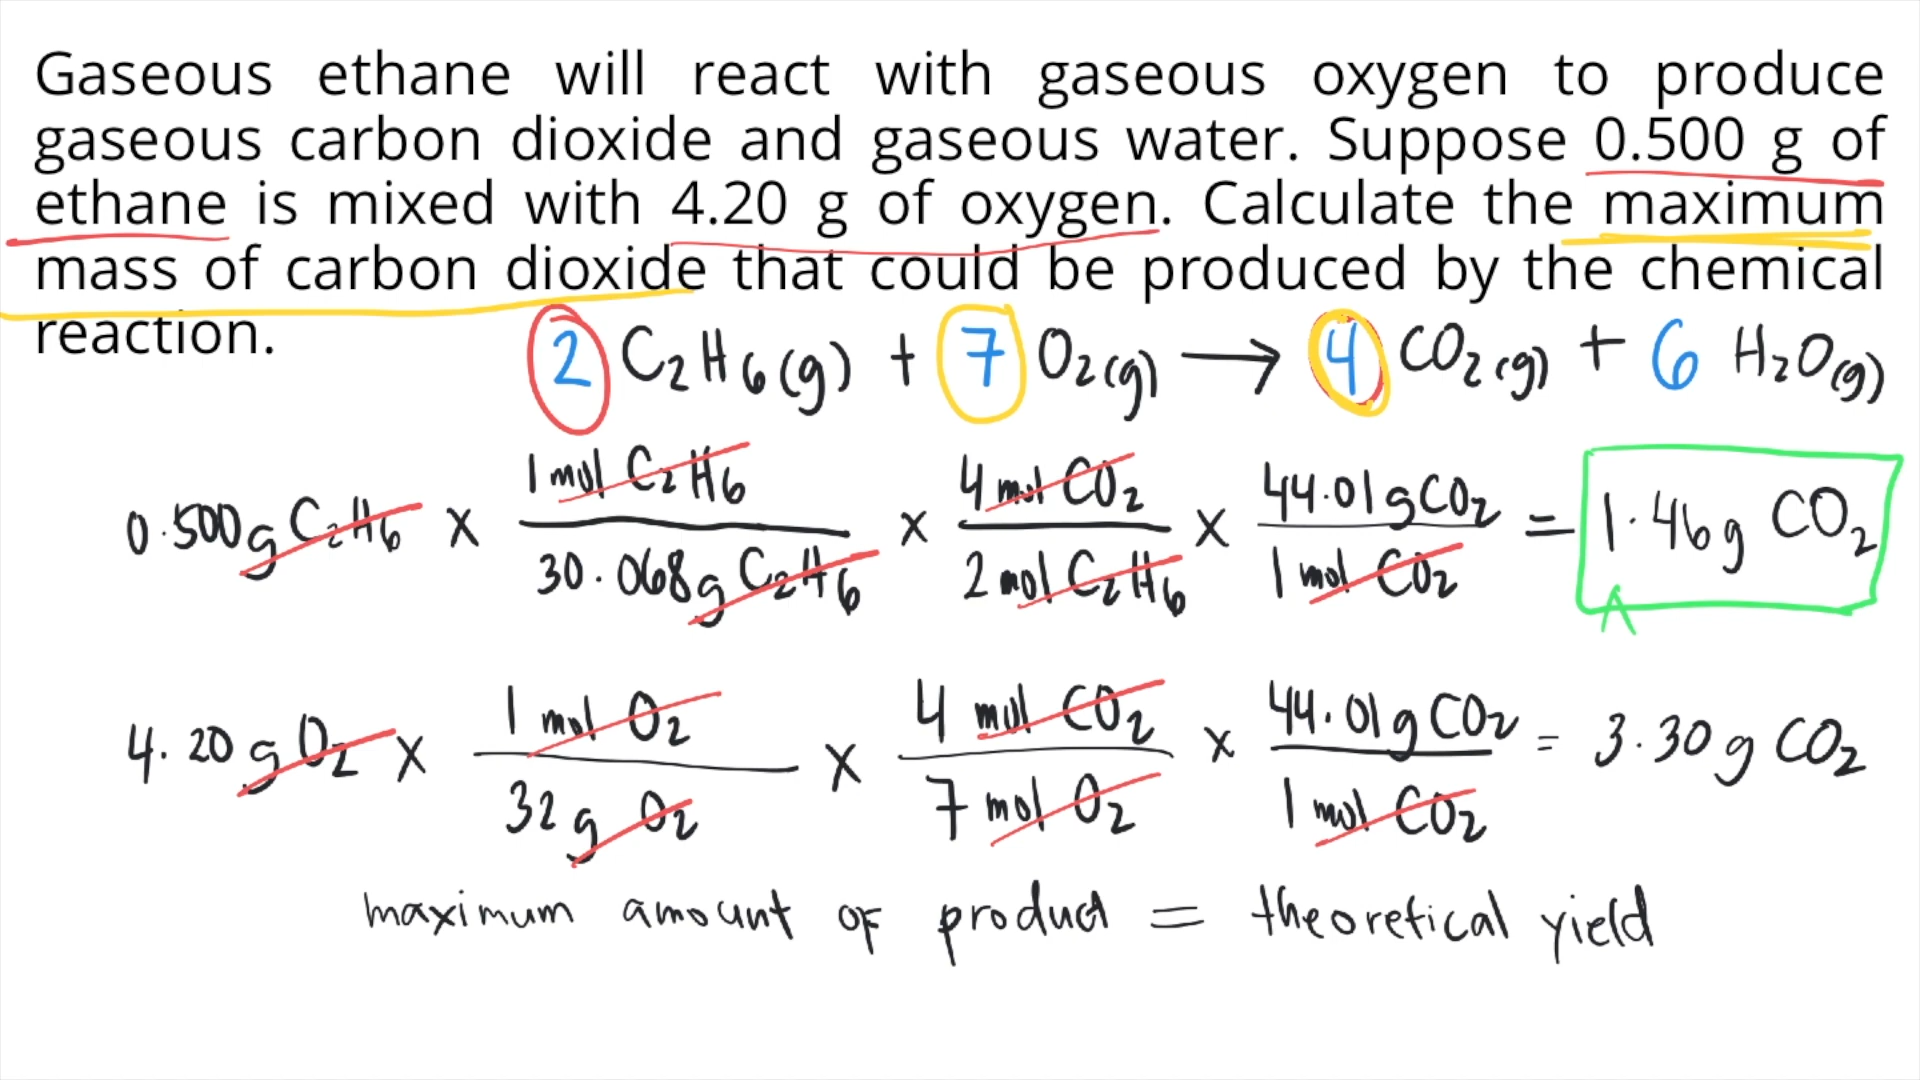 Gaseous ethane will react with gaseous oxygen to produce
gaseous carbon dioxide and gaseous water. Suppose 0.500 g of
ethane is mixed with 4.20 g of oxygen. Calculate the maximum
mass of carbon dioxide that could be produced by the chemical
reaction.
2 C₂H₆(g) + 7 O₂(g) → 4 CO₂(g) + 6 H₂O(g)
1 mol C₂H₆ 4 mol CO₂ 44.01 g CO₂
0.500g C₂H₆ x x x = 1.46g CO₂
30.068g C₂H₆ 2 mol C₂H₆ 1 mol CO₂
1 mol O₂ 4 mol CO₂ 44.01 g CO₂
4.20 g O₂ x x x = 3.30 g CO₂
32 g O₂ 7 mol O₂ 1 mol CO₂
maximum amount of product = theoretical yield